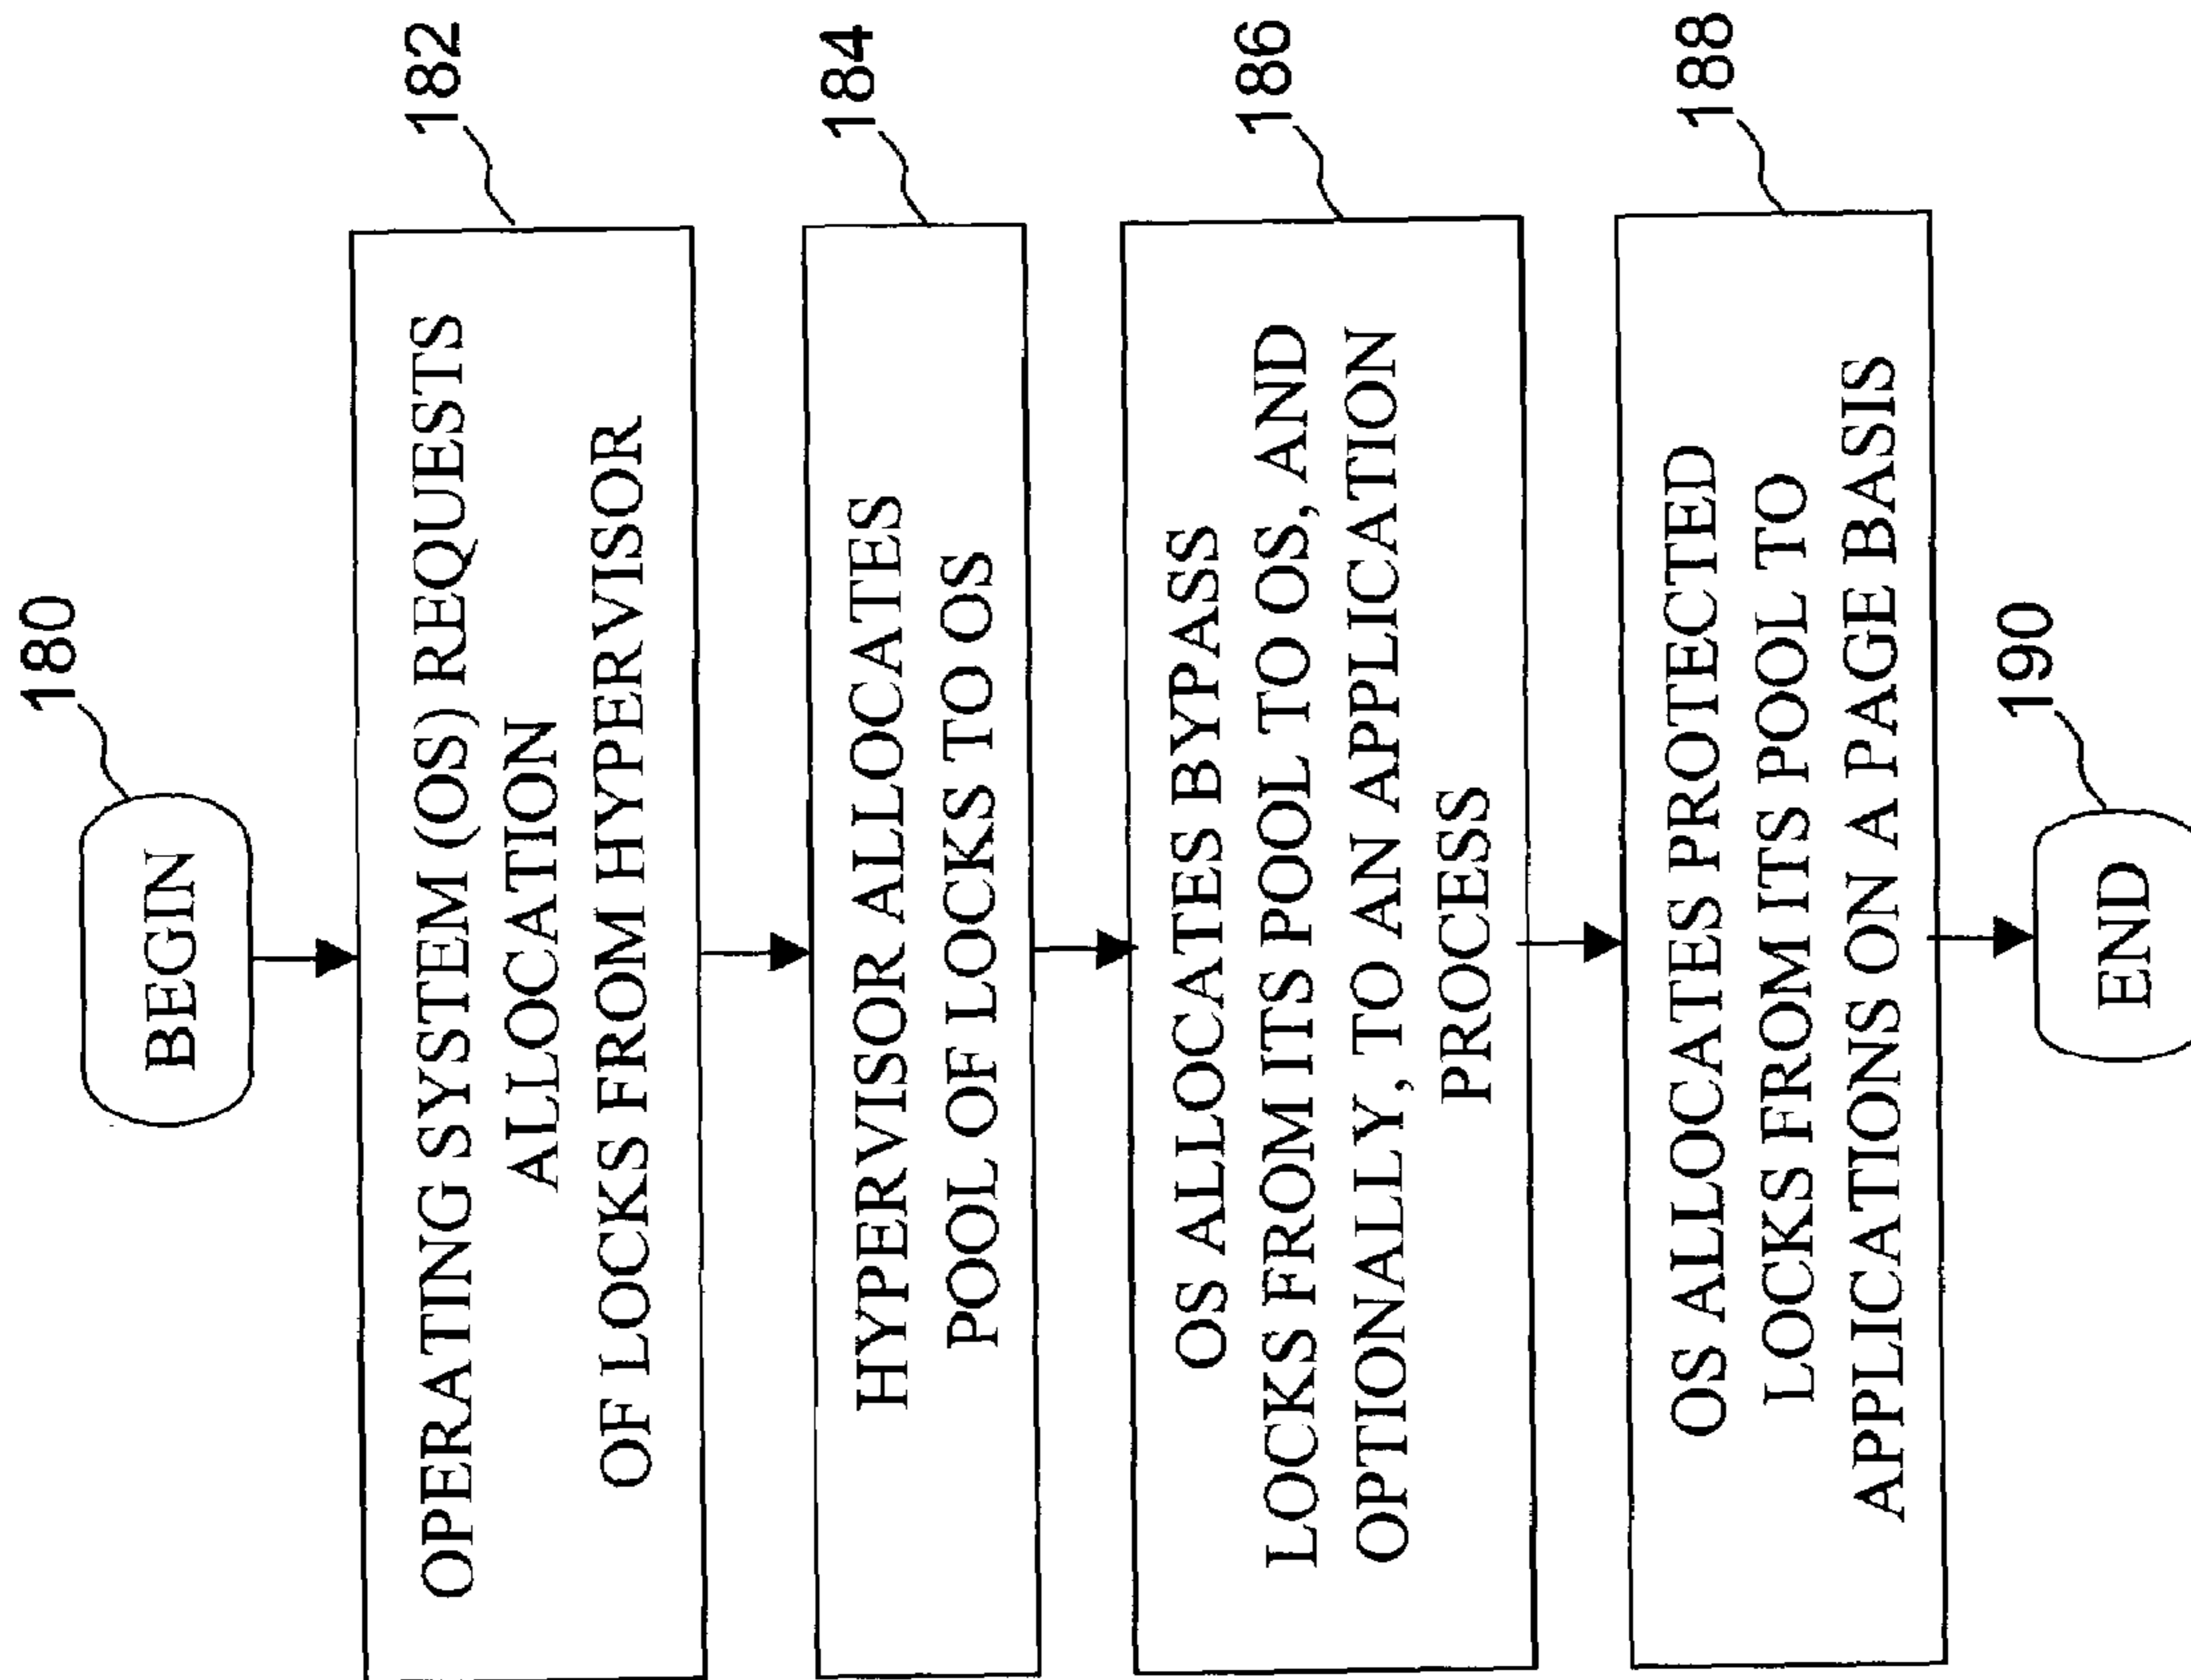 180
BEGIN
182
OPERATING SYSTEM (OS) REQUESTS
ALLOCATION
OF LOCKS FROM HYPERVISOR
184
HYPERVISOR ALLOCATES
POOL OF LOCKS TO OS
186
OS ALLOCATES BYPASS
LOCKS FROM ITS POOL TO OS, AND
OPTIONALLY, TO AN APPLICATION
PROCESS
188
OS ALLOCATES PROTECTED
LOCKS FROM ITS POOL TO
APPLICATIONS ON A PAGE BASIS
190
END